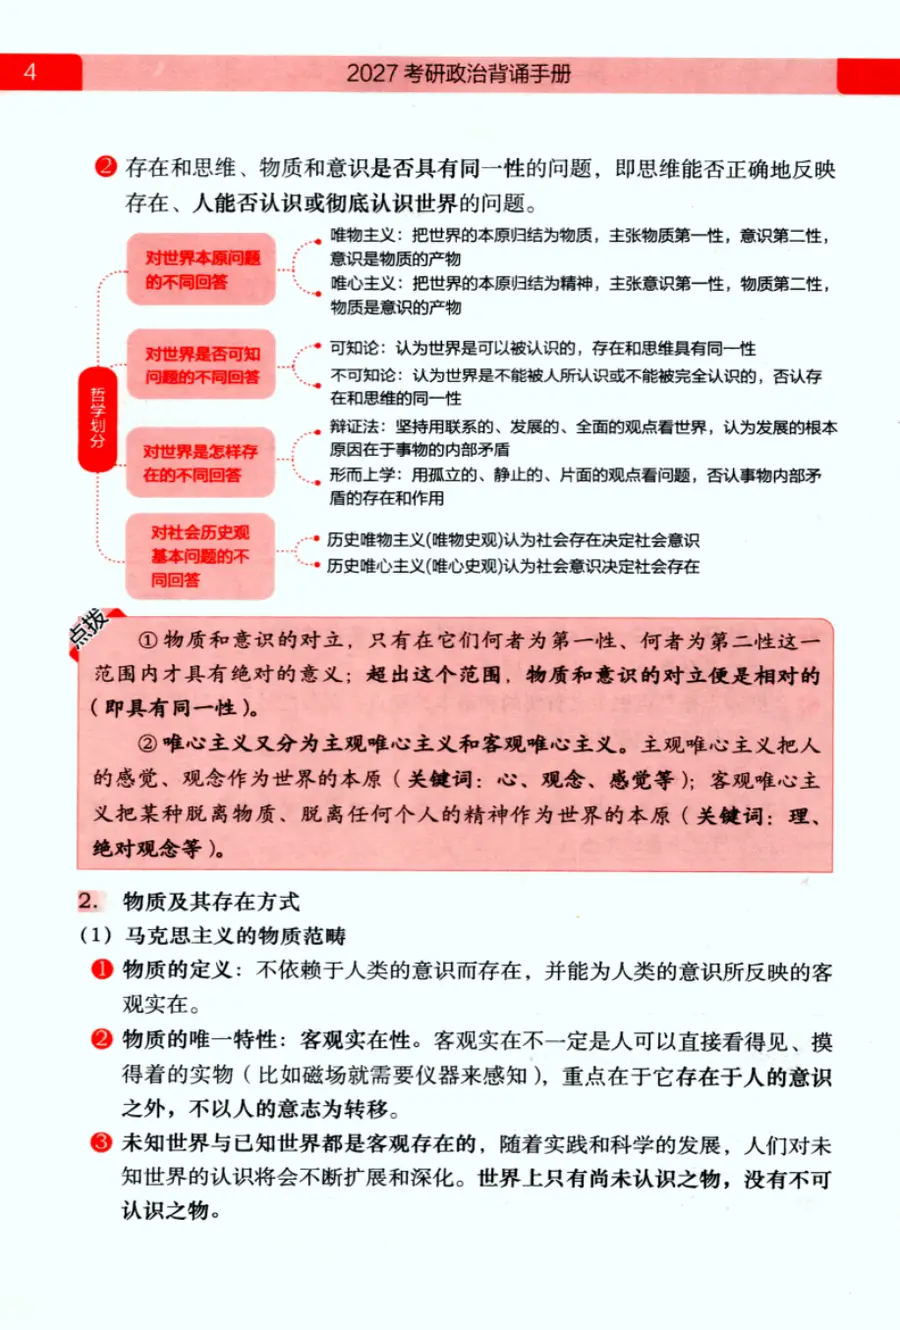 4
2027考研政治背诵手册
❷ 存在和思维、物质和意识是否具有同一性的问题，即思维能否正确地反映
存在、人能否认识或彻底认识世界的问题。
哲学划分
对世界本原问题
的不同回答
唯物主义：把世界的本原归结为物质，主张物质第一性，意识第二性，
意识是物质的产物
唯心主义：把世界的本原归结为精神，主张意识第一性，物质第二性，
物质是意识的产物
对世界是否可知
问题的不同回答
可知论：认为世界是可以被认识的，存在和思维具有同一性
不可知论：认为世界是不能被人所认识或不能被完全认识的，否认存
在和思维的同一性
对世界是怎样存
在的不同回答
辩证法：坚持用联系的、发展的、全面的观点看世界，认为发展的根本
原因在于事物的内部矛盾
形而上学：用孤立的、静止的、片面的观点看问题，否认事物内部矛
盾的存在和作用
对社会历史观
基本问题的不
同回答
历史唯物主义(唯物史观)认为社会存在决定社会意识
历史唯心主义(唯心史观)认为社会意识决定社会存在
点拨
①物质和意识的对立，只有在它们何者为第一性、何者为第二性这一
范围内才具有绝对的意义；超出这个范围，物质和意识的对立便是相对的
（即具有同一性）。
②唯心主义又分为主观唯心主义和客观唯心主义。主观唯心主义把人
的感觉、观念作为世界的本原（关键词：心、观念、感觉等）；客观唯心主
义把某种脱离物质、脱离任何个人的精神作为世界的本原（关键词：理、
绝对观念等）。
2. 物质及其存在方式
（1）马克思主义的物质范畴
❶ 物质的定义：不依赖于人类的意识而存在，并能为人类的意识所反映的客
观实在。
❷ 物质的唯一特性：客观实在性。客观实在不一定是人可以直接看得见、摸
得着的实物（比如磁场就需要仪器来感知），重点在于它存在于人的意识
之外，不以人的意志为转移。
❸ 未知世界与已知世界都是客观存在的，随着实践和科学的发展，人们对未
知世界的认识将会不断扩展和深化。世界上只有尚未认识之物，没有不可
认识之物。